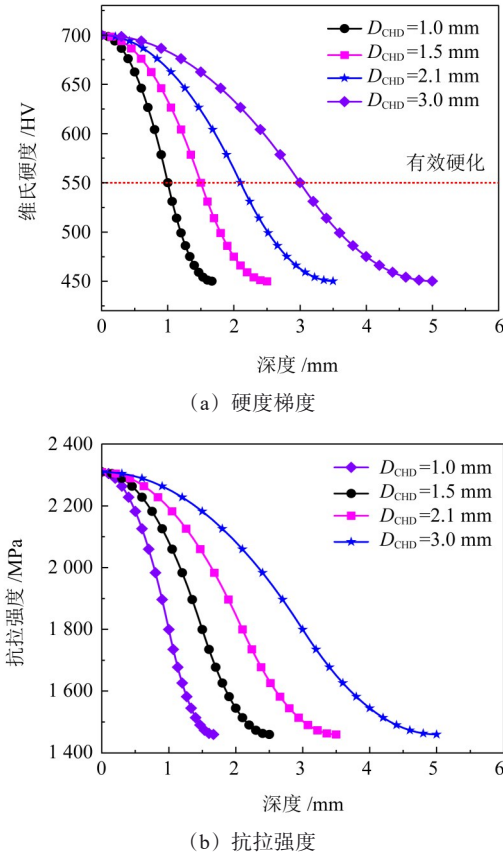 D_CHD=1.0 mm
D_CHD=1.5 mm
D_CHD=2.1 mm
D_CHD=3.0 mm
700
650
600
550
500
450
维氏硬度 /HV
有效硬化
0 1 2 3 4 5 6
深度 /mm
（a）硬度梯度
D_CHD=1.0 mm
D_CHD=1.5 mm
D_CHD=2.1 mm
D_CHD=3.0 mm
2 400
2 200
2 000
1 800
1 600
1 400
抗拉强度 /MPa
0 1 2 3 4 5 6
深度 /mm
（b）抗拉强度